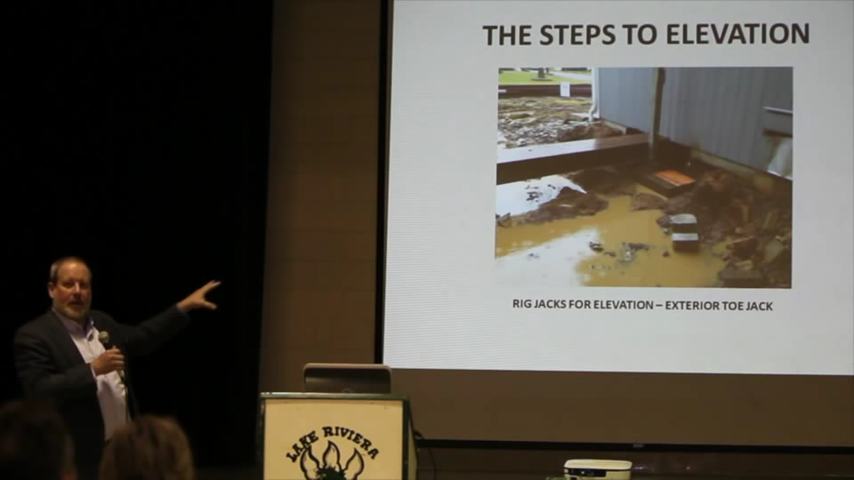 THE STEPS TO ELEVATION
RIG JACKS FOR ELEVATION – EXTERIOR TOE JACK
LAKE RIVIERA